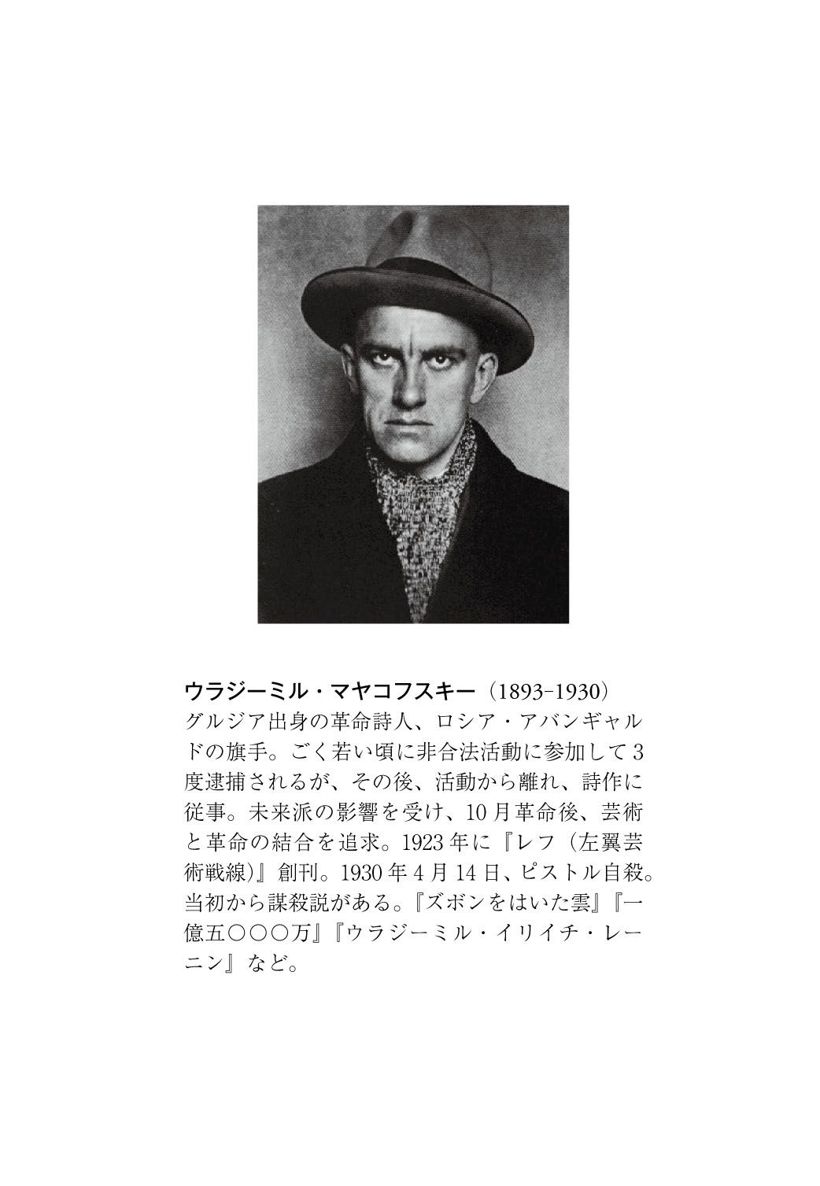 ウラジーミル・マヤコフスキー（1893-1930）
グルジア出身の革命詩人、ロシア・アバンギャル
ドの旗手。ごく若い頃に非合法活動に参加して3
度逮捕されるが、その後、活動から離れ、詩作に
従事。未来派の影響を受け、10月革命後、芸術
と革命の結合を追求。1923年に『レフ（左翼芸
術戦線）』創刊。1930年4月14日、ピストル自殺。
当初から謀殺説がある。『ズボンをはいた雲』『一
億五〇〇〇万』『ウラジーミル・イリイチ・レー
ニン』など。